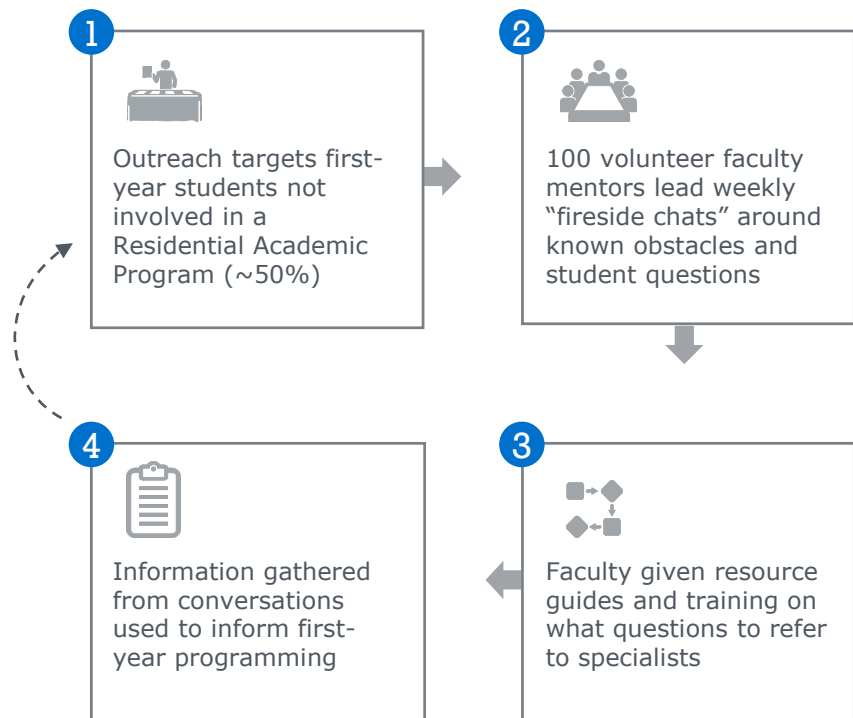 1
Outreach targets first-
year students not
involved in a
Residential Academic
Program (~50%)
2
100 volunteer faculty
mentors lead weekly
“fireside chats” around
known obstacles and
student questions
3
Faculty given resource
guides and training on
what questions to refer
to specialists
4
Information gathered
from conversations
used to inform first-
year programming